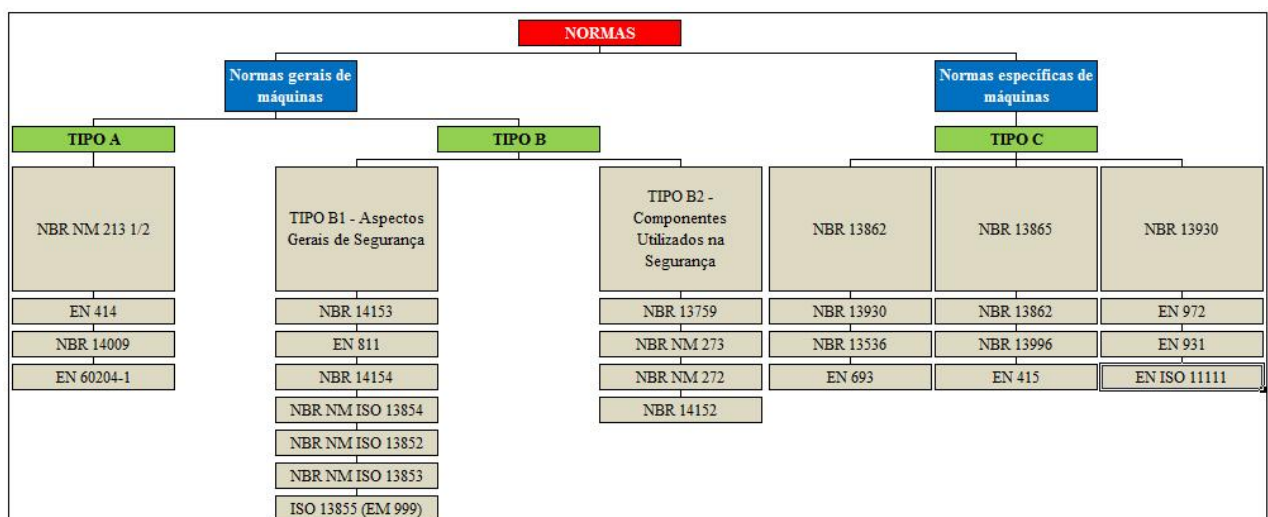 NORMAS
Normas gerais de
máquinas
Normas específicas de
máquinas
TIPO A
TIPO B
TIPO C
NBR NM 213 1/2
TIPO B1 - Aspectos
Gerais de Segurança
TIPO B2 -
Componentes
Utilizados na
Segurança
NBR 13862
NBR 13865
NBR 13930
EN 414
NBR 14153
NBR 13759
NBR 13930
NBR 13862
EN 972
NBR 14009
EN 811
NBR NM 273
NBR 13536
NBR 13996
EN 931
EN 60204-1
NBR 14154
NBR NM 272
EN 693
EN 415
EN ISO 11111
NBR NM ISO 13854
NBR 14152
NBR NM ISO 13852
NBR NM ISO 13853
ISO 13855 (EM 999)